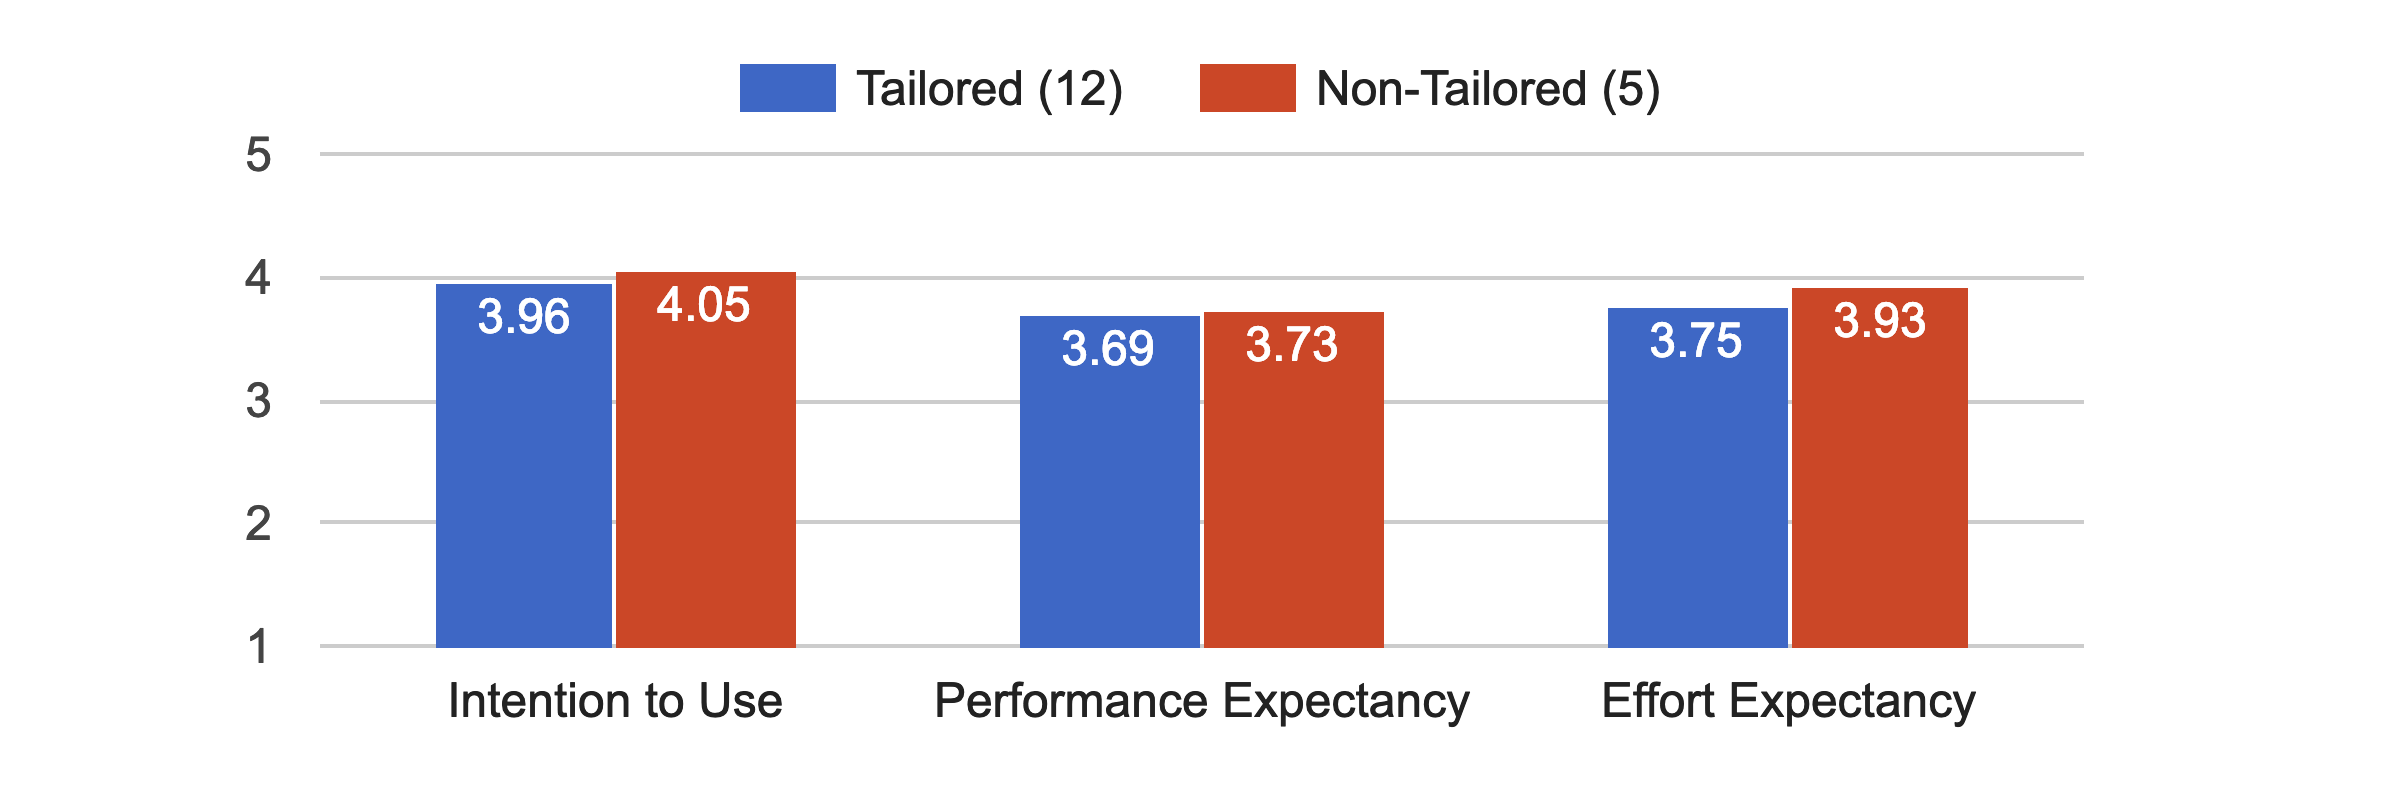 Tailored (12) Non-Tailored (5)
5
4
3
2
1
3.96 4.05 3.69 3.73 3.75 3.93
Intention to Use Performance Expectancy Effort Expectancy